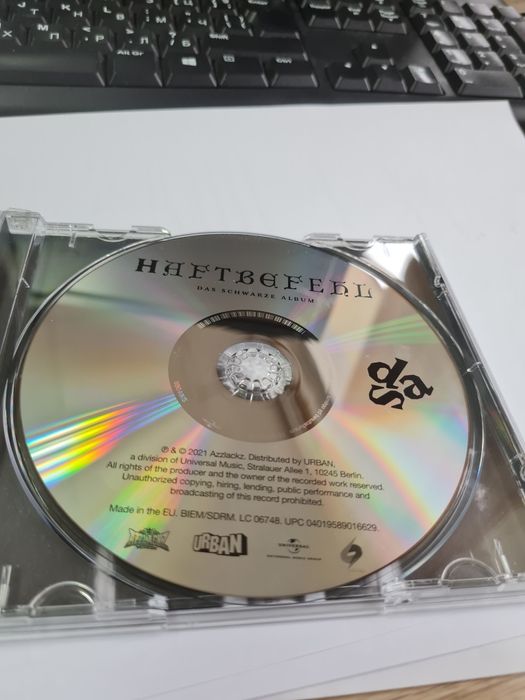 HAFTBEFEHL
DAS SCHWARZE ALBUM
dsa
℗ & © 2021 Azzlackz. Distributed by URBAN,
a division of Universal Music, Stralauer Allee 1, 10245 Berlin.
All rights of the producer and the owner of the recorded work reserved.
Unauthorized copying, hiring, lending, public performance and
broadcasting of this record prohibited.
Made in the EU. BIEM/SDRM. LC 06748. UPC 04019589016629.
URBAN
UNIVERSAL
UNIVERSAL MUSIC GROUP